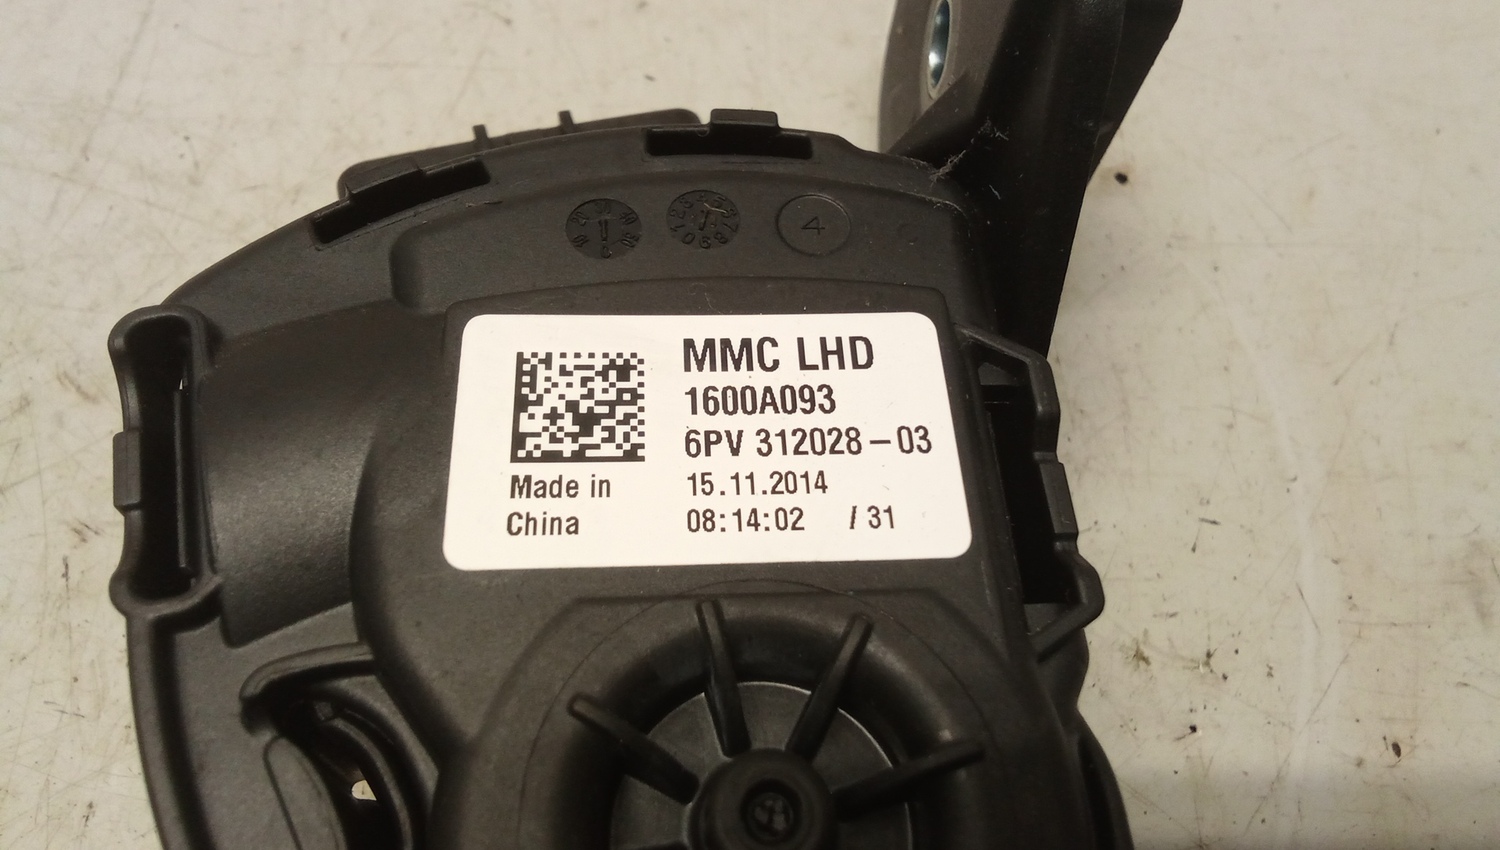 4
MMC LHD
1600A093
6PV 312028-03
Made in
China
15.11.2014
08:14:02 / 31